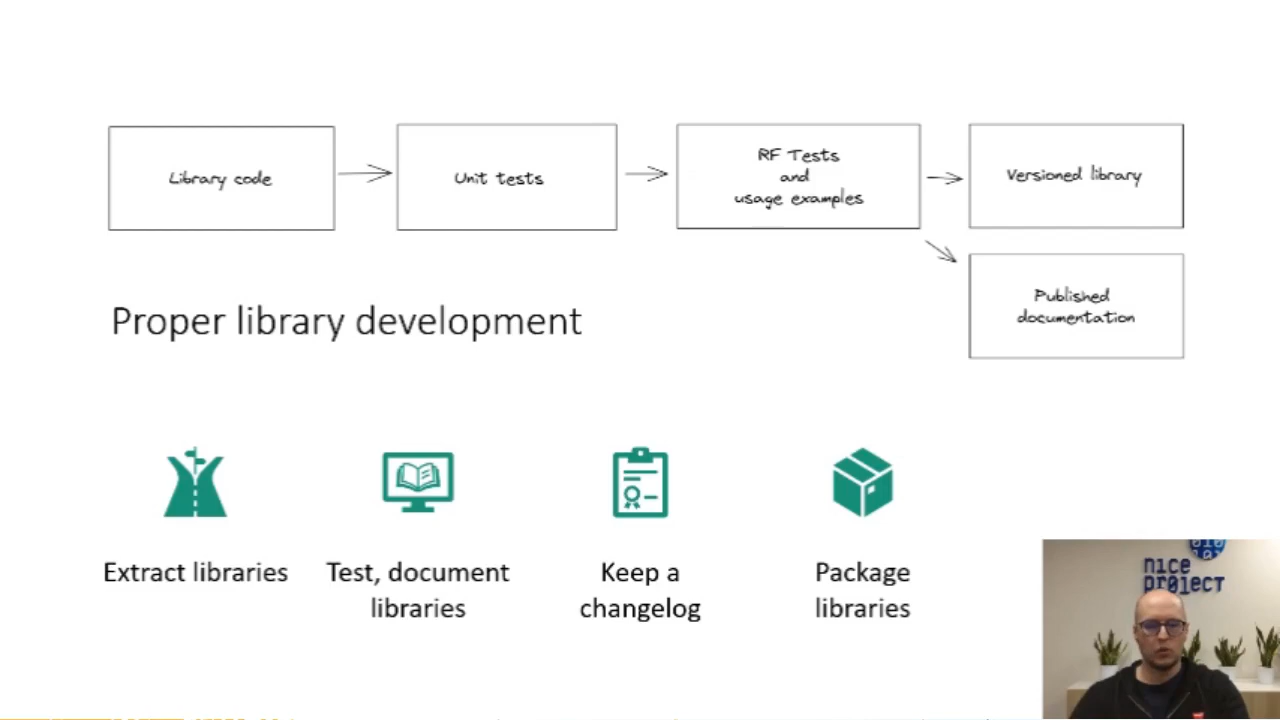 Library code
Unit tests
RF Tests
and
usage examples
Versioned library
Published
documentation
Proper library development
Extract libraries
Test, document
libraries
Keep a
changelog
Package
libraries
nice
project